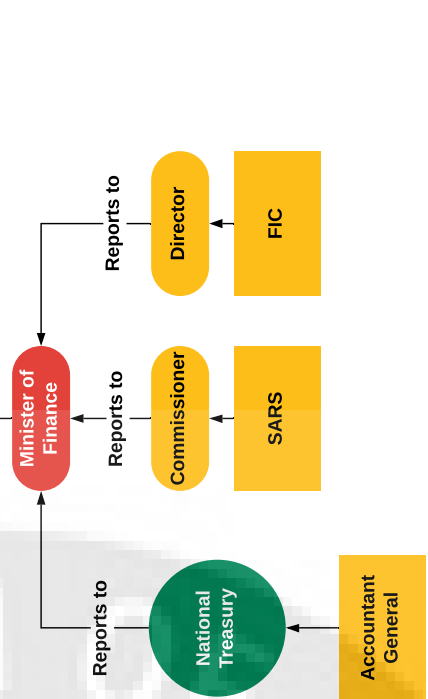 Minister of
Finance
Reports to
Director
FIC
Reports to
Commissioner
SARS
Reports to
National
Treasury
Accountant
General